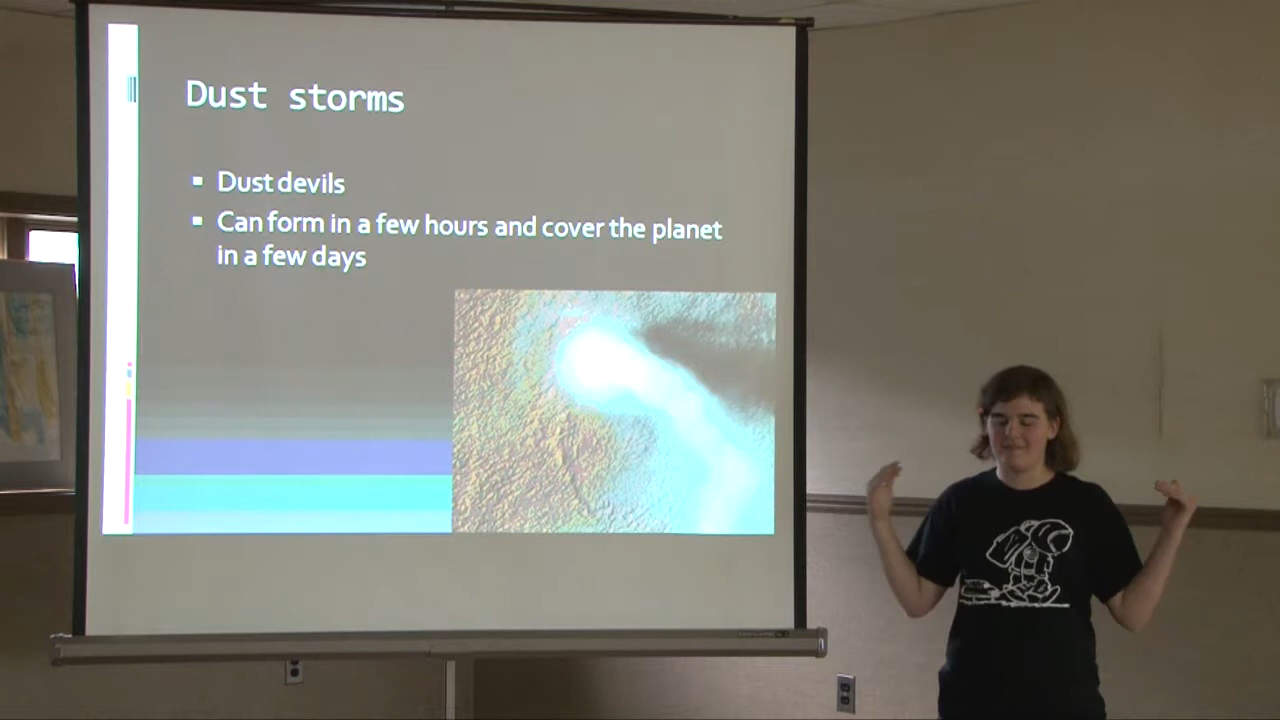 Dust storms
Dust devils
Can form in a few hours and cover the planet
in a few days